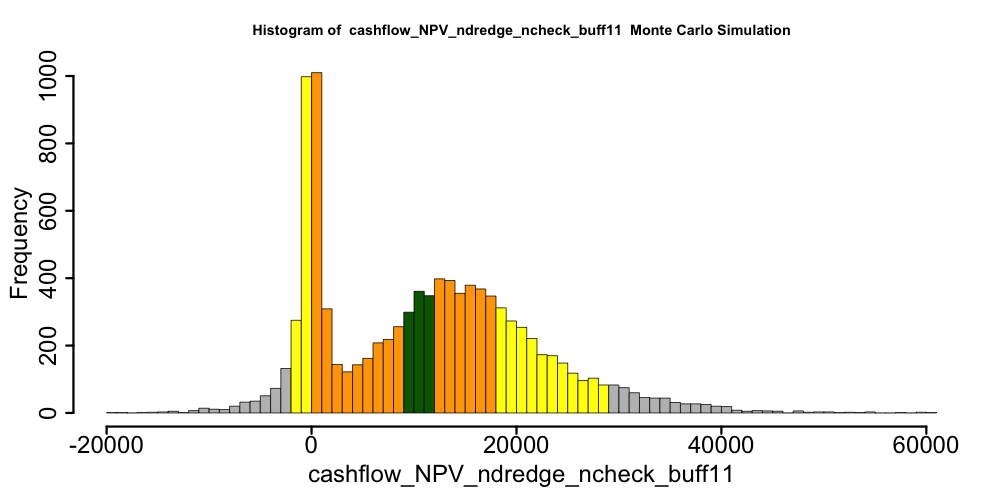 Histogram of  cashflow_NPV_ndredge_ncheck_buff11  Monte Carlo Simulation
Frequency
1000
800
600
400
200
0
-20000 0 20000 40000 60000
cashflow_NPV_ndredge_ncheck_buff11